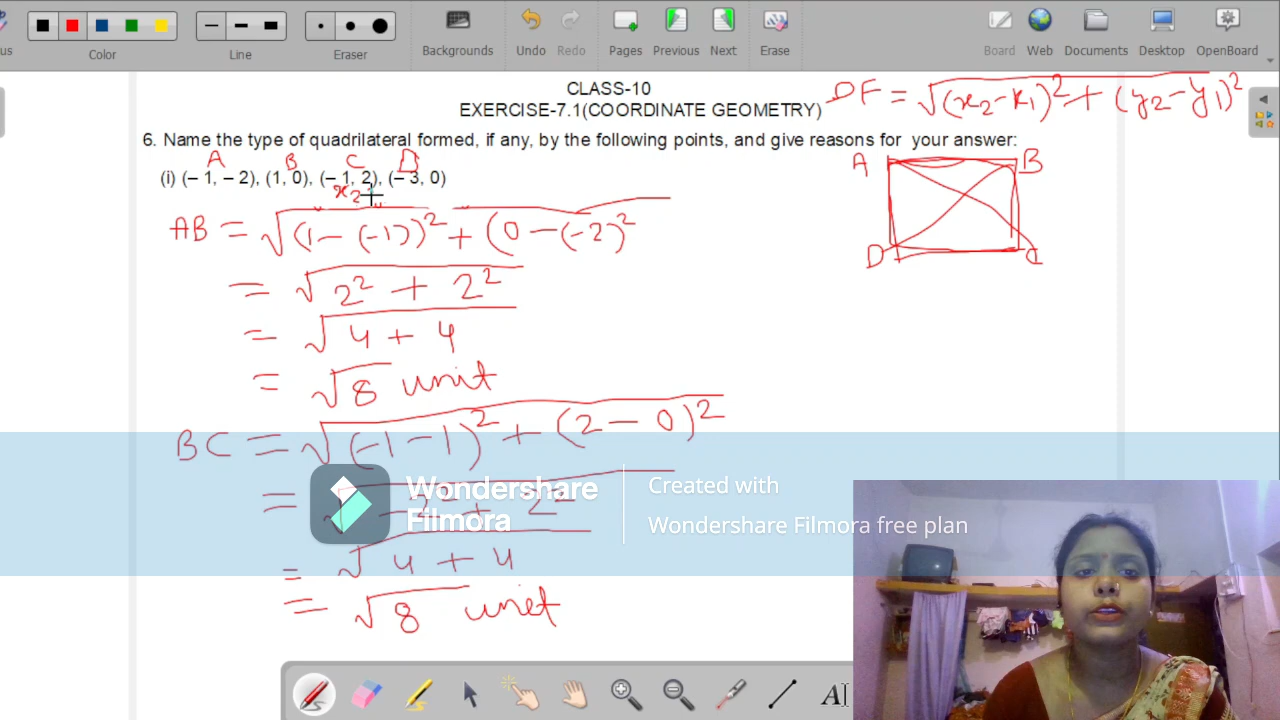 Color
Line
Eraser
Backgrounds
Undo
Redo
Pages
Previous
Next
Erase
Board
Web
Documents
Desktop
OpenBoard
CLASS-10
EXERCISE-7.1(COORDINATE GEOMETRY)
DF = √(x2-x1)² + (y2-y1)²
6. Name the type of quadrilateral formed, if any, by the following points, and give reasons for your answer:
A B C D
(i) (– 1, – 2), (1, 0), (– 1, 2), (– 3, 0)
x2
A B
D C
AB = √(1-(-1))² + (0-(-2)²
= √2² + 2²
= √4 + 4
= √8 unit
BC = √(-1-1)² + (2-0)²
= √-2² + 2²
= √4 + 4
= √8 unit
Wondershare
Filmora
Created with
Wondershare Filmora free plan
A